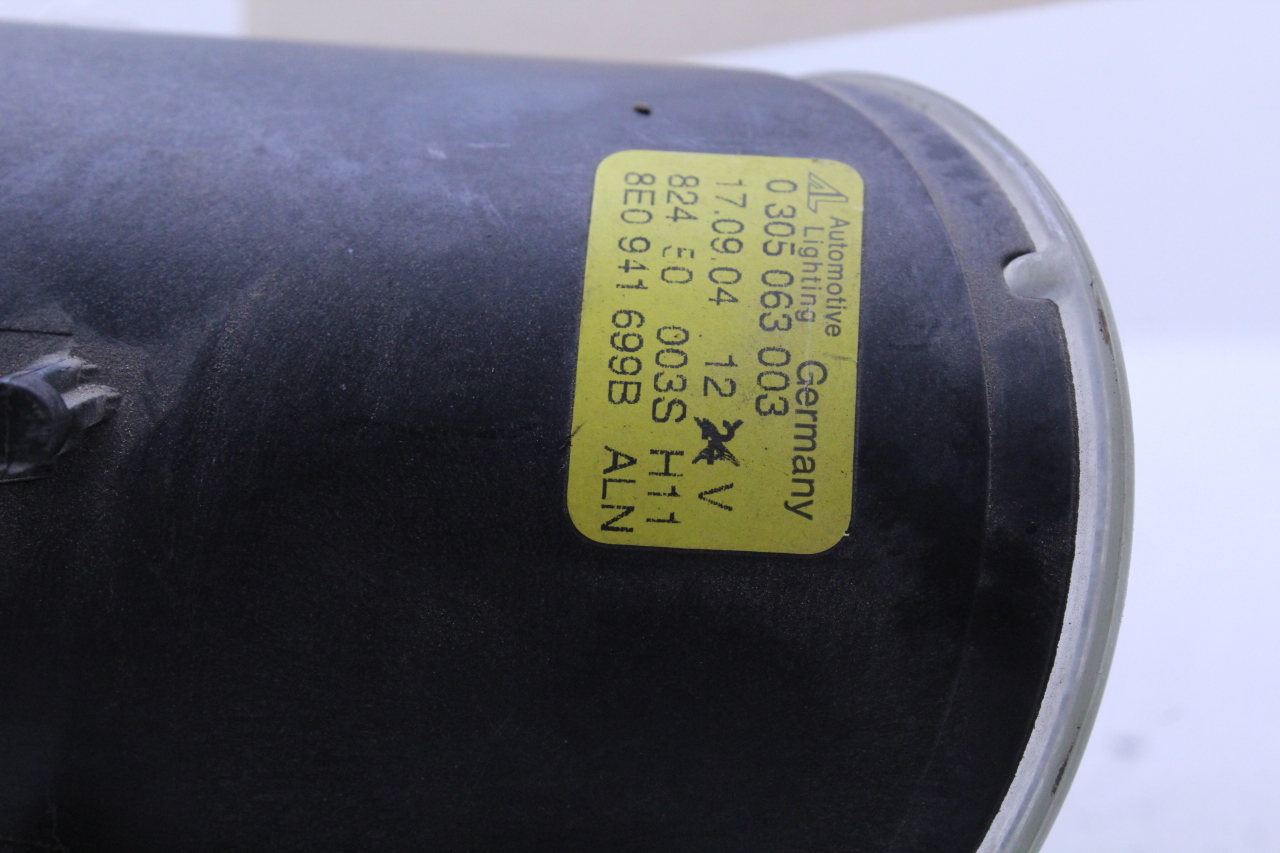 AL Automotive Lighting Germany
0 305 063 003
17.09.04 12 V
824 E0 003S H11
8E0 941 699B ALN